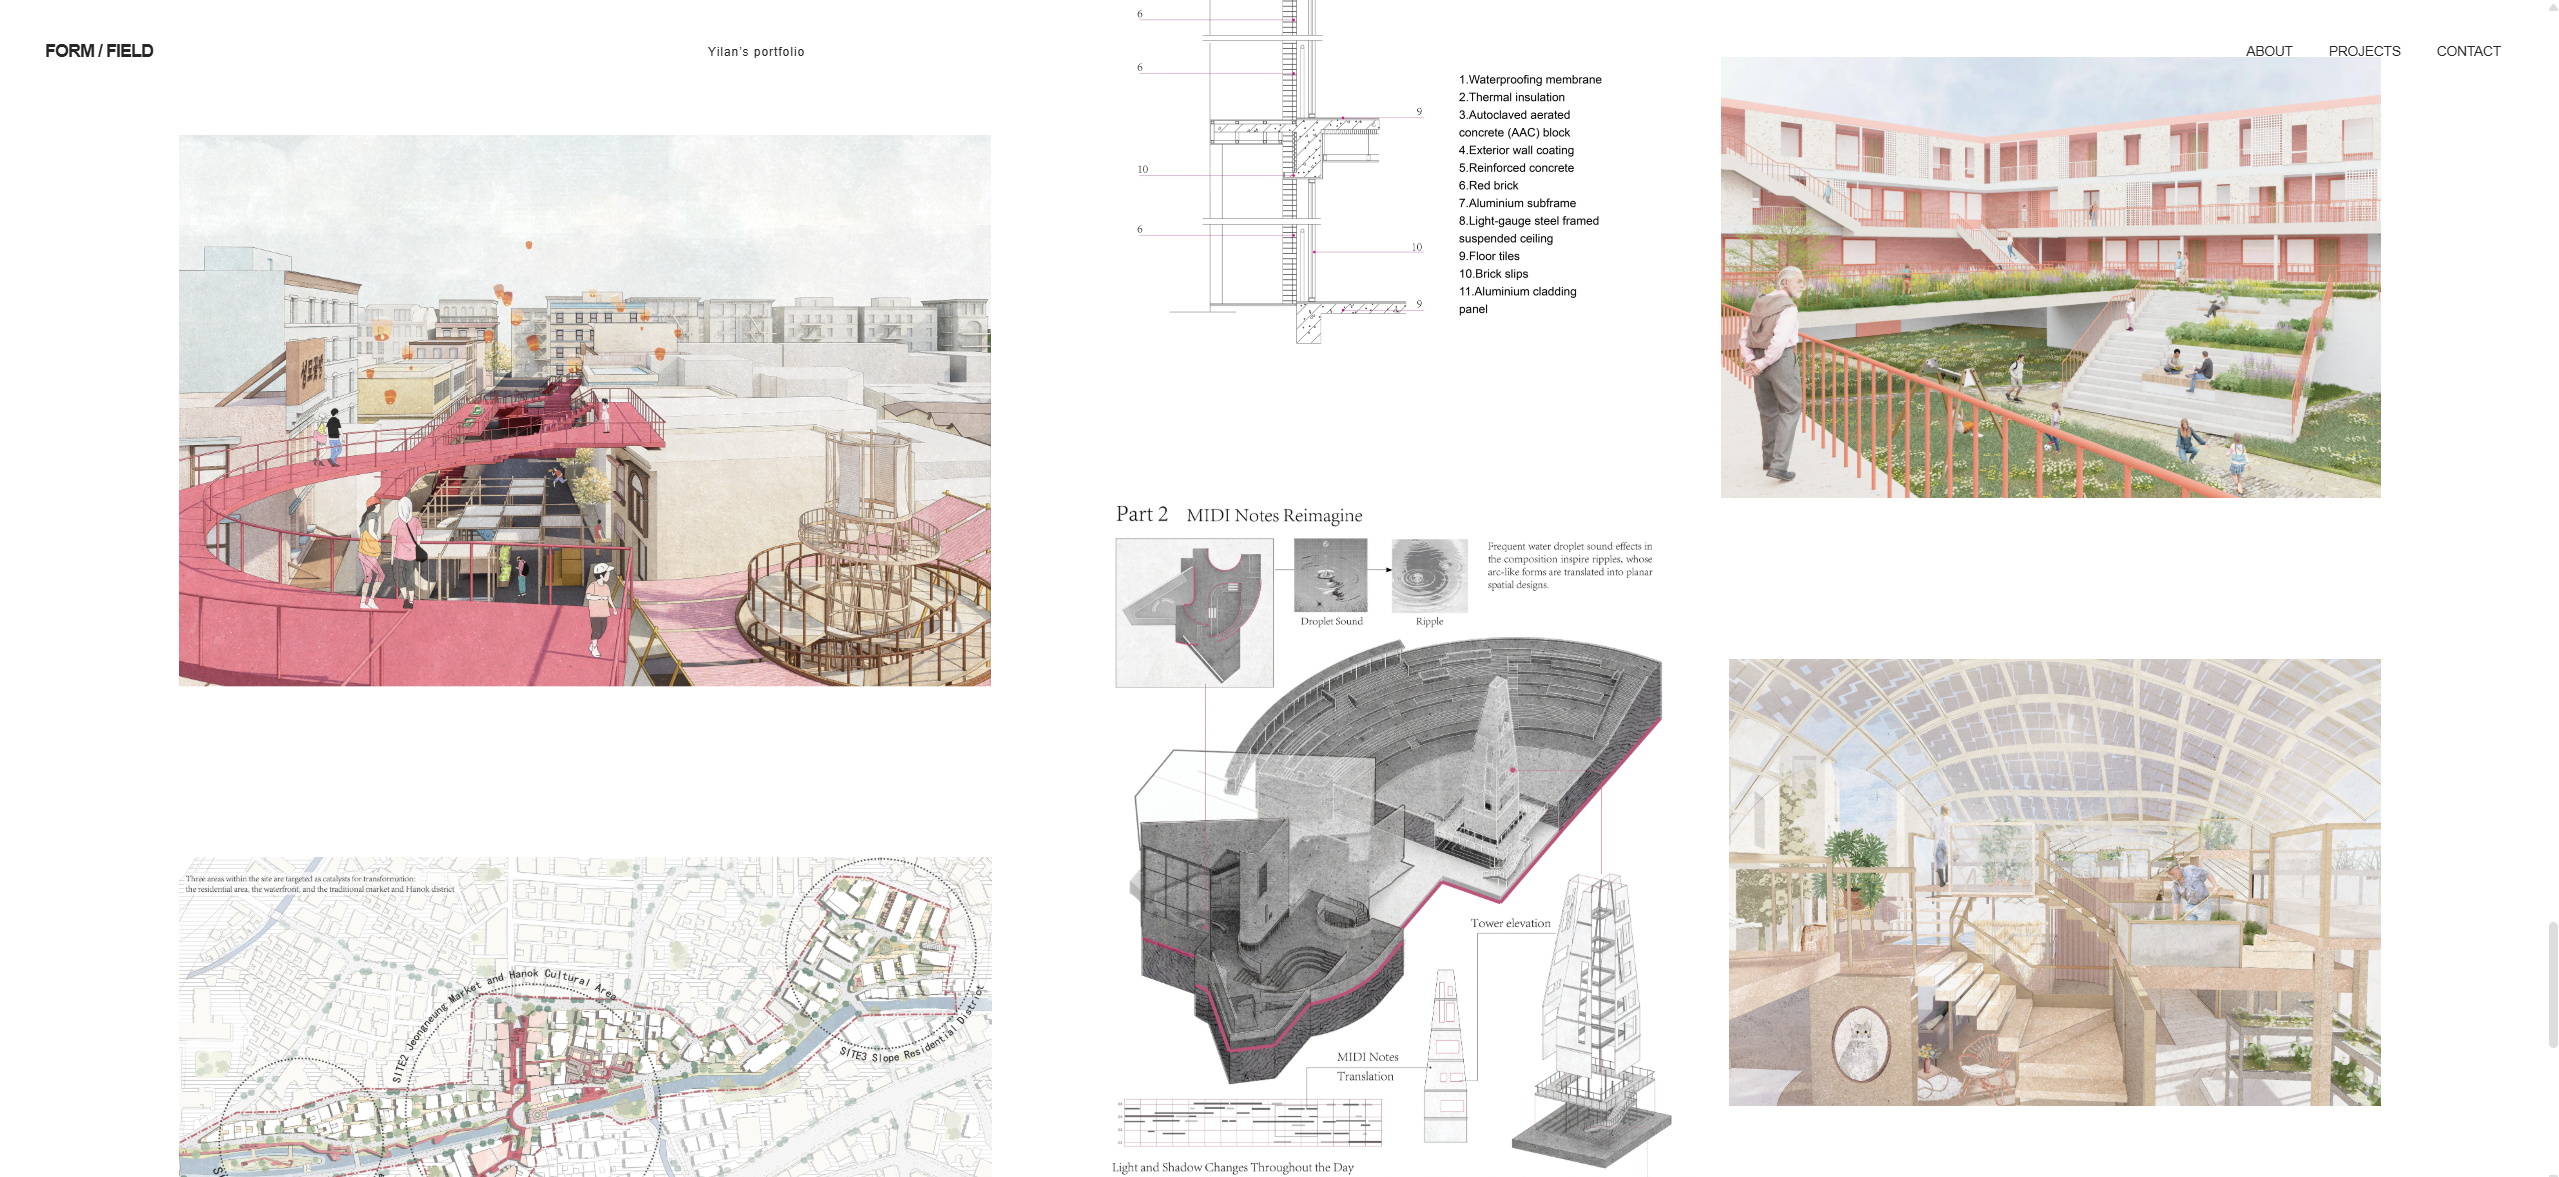 FORM / FIELD
Yilan's portfolio
ABOUT
PROJECTS
CONTACT
6
6
9
10
6
10
9
1.Waterproofing membrane
2.Thermal insulation
3.Autoclaved aerated
concrete (AAC) block
4.Exterior wall coating
5.Reinforced concrete
6.Red brick
7.Aluminium subframe
8.Light-gauge steel framed
suspended ceiling
9.Floor tiles
10.Brick slips
11.Aluminium cladding
panel
Part 2 MIDI Notes Reimagine
Frequent water droplet sound effects in
the composition inspire ripples, whose
arc-like forms are translated into planar
spatial designs.
Droplet Sound
Ripple
Tower elevation
MIDI Notes
Translation
Light and Shadow Changes Throughout the Day
Three areas within the site are targeted as catalysts for transformation:
the residential area, the waterfront, and the traditional market and Hanok district
SITE2 Jeongneung Market and Hanok Cultural Area
SITE3 Slope Residential District